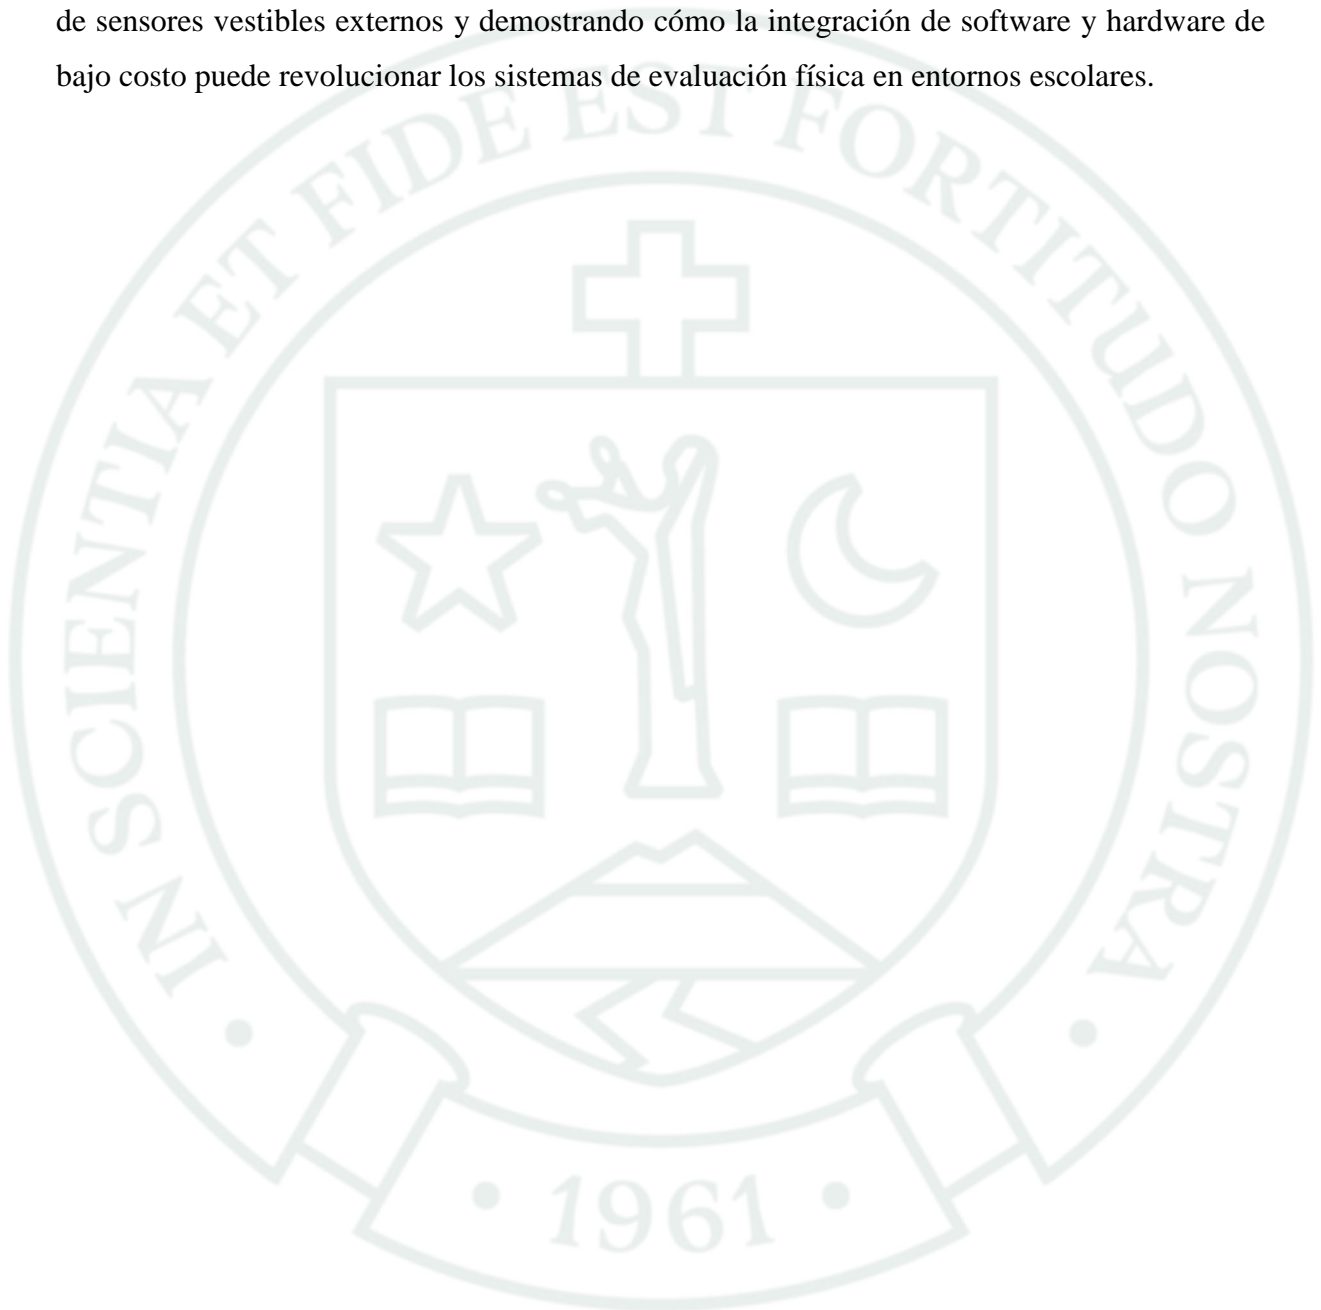 de sensores vestibles externos y demostrando cómo la integración de software y hardware de
bajo costo puede revolucionar los sistemas de evaluación física en entornos escolares.
IN SCIENTIA ET FIDE EST FORTITUDO NOSTRA
1961